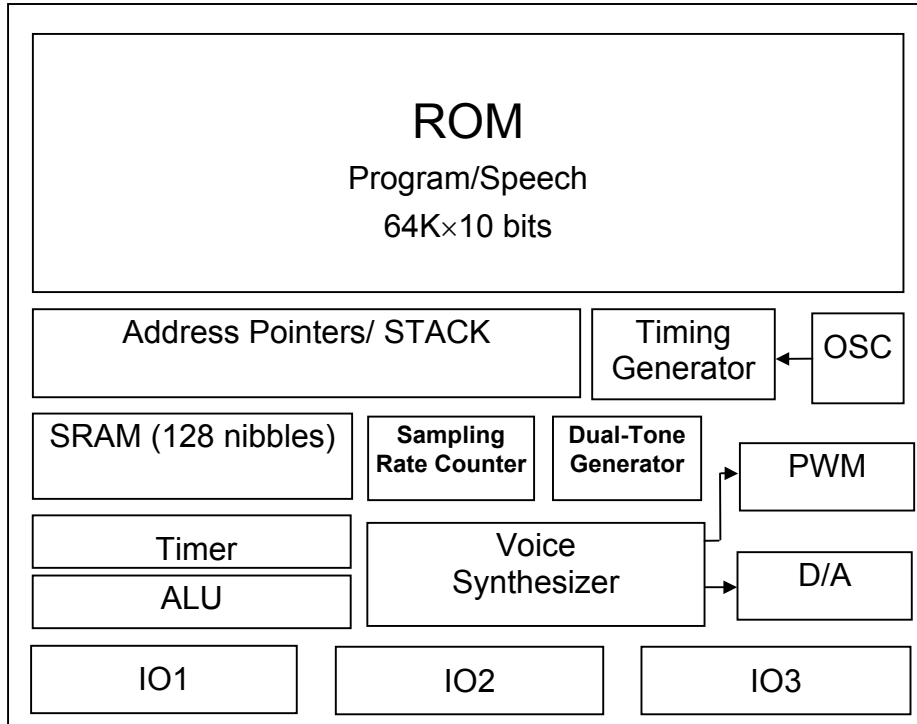 ROM
Program/Speech
64K×10 bits
Address Pointers/ STACK
Timing
Generator
OSC
SRAM (128 nibbles)
Sampling
Rate Counter
Dual-Tone
Generator
PWM
Timer
Voice
Synthesizer
D/A
ALU
IO1
IO2
IO3